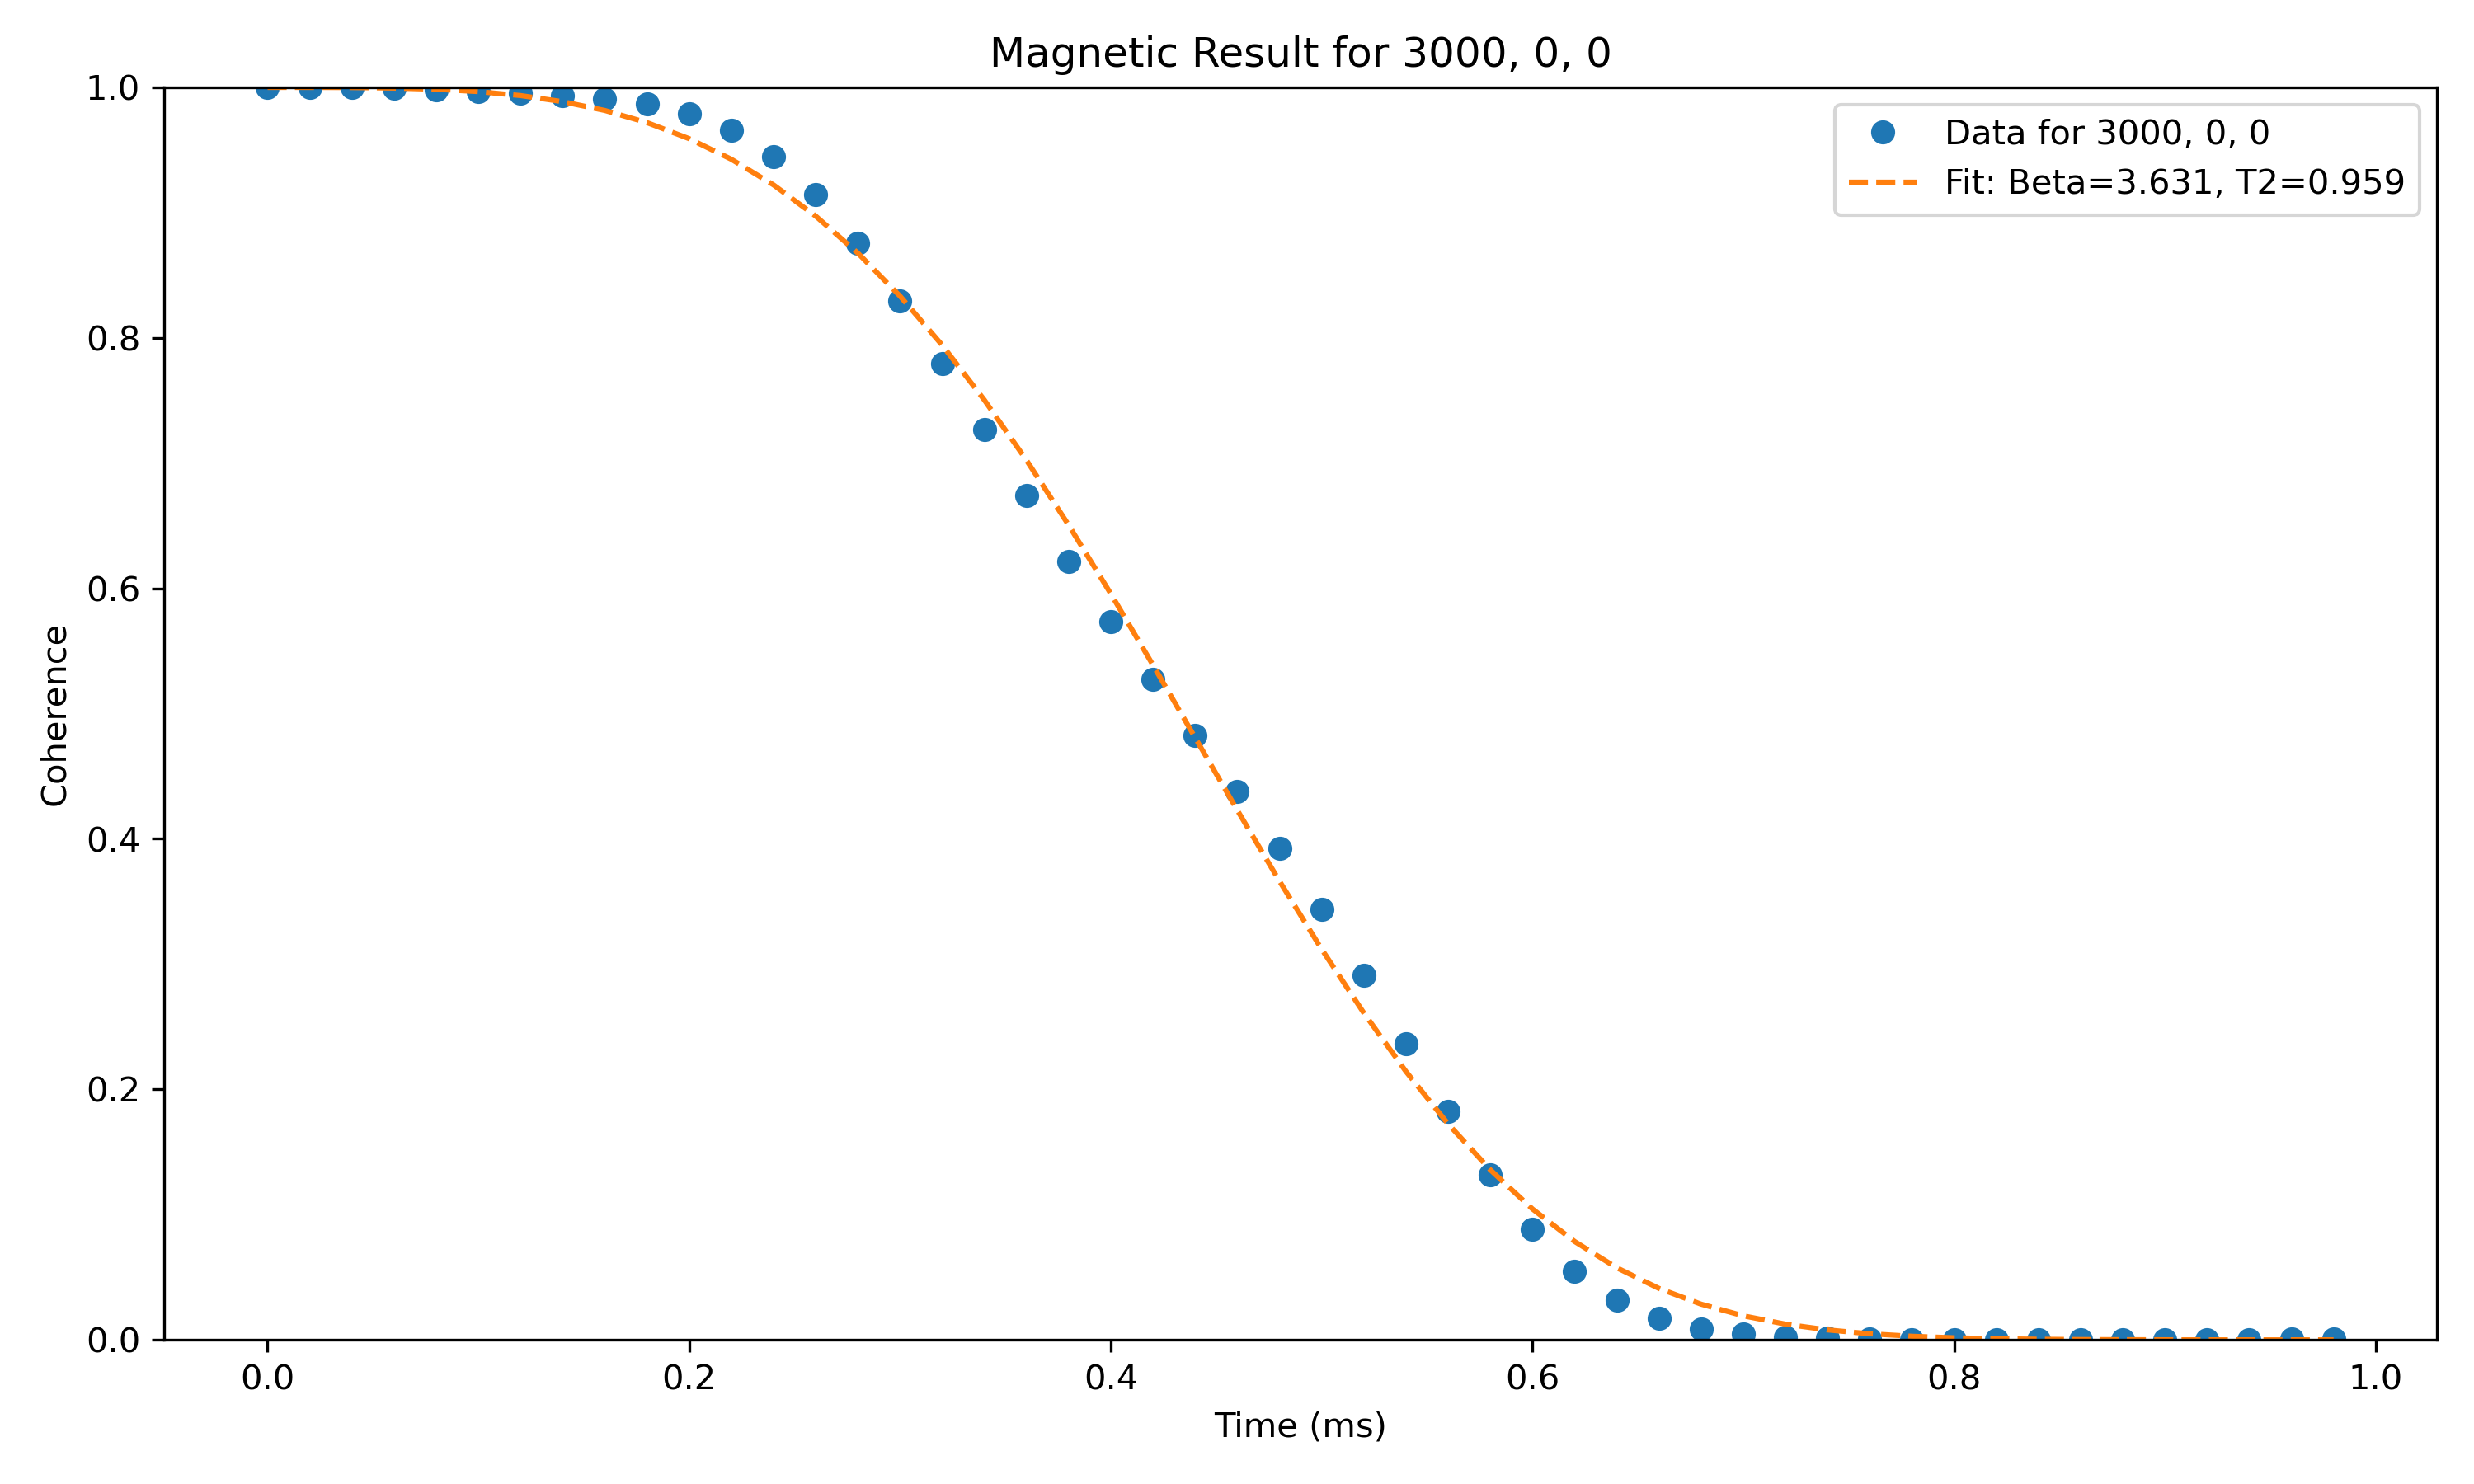 Magnetic Result for 3000, 0, 0
Data for 3000, 0, 0
Fit: Beta=3.631, T2=0.959
Coherence
1.0
0.8
0.6
0.4
0.2
0.0
0.0 0.2 0.4 0.6 0.8 1.0
Time (ms)